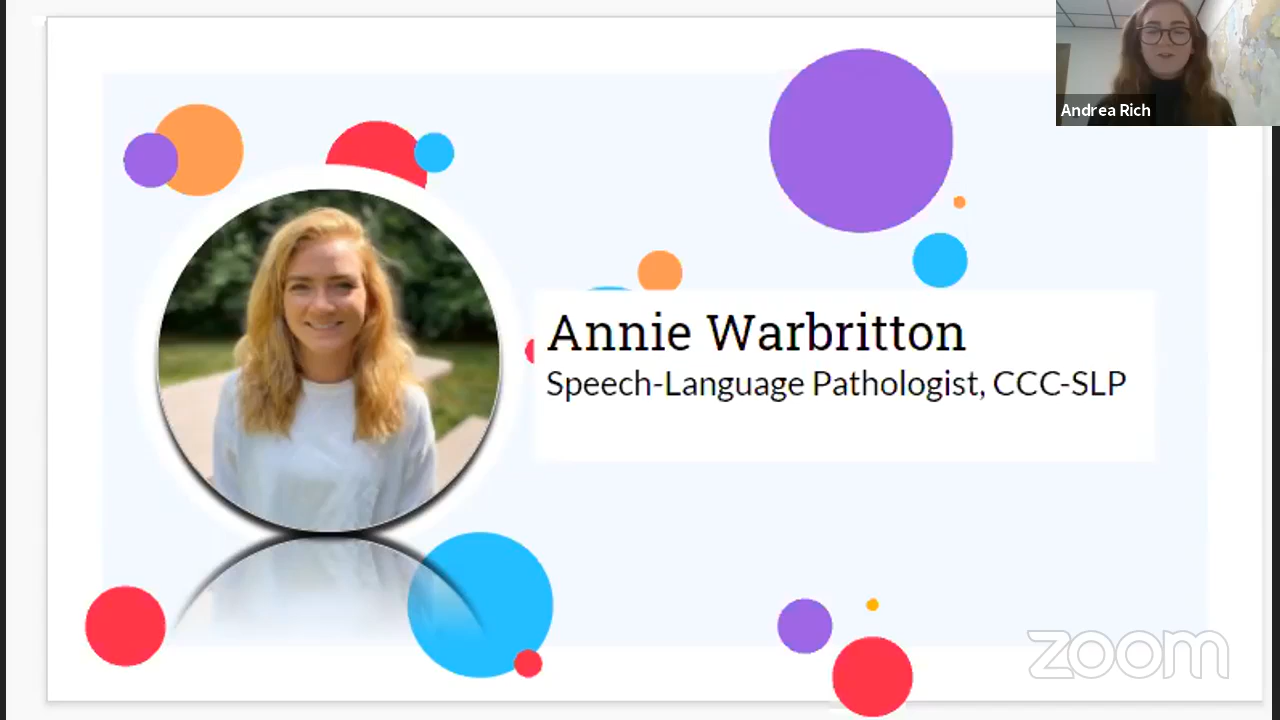 Andrea Rich
Annie Warbritton
Speech-Language Pathologist, CCC-SLP
zoom